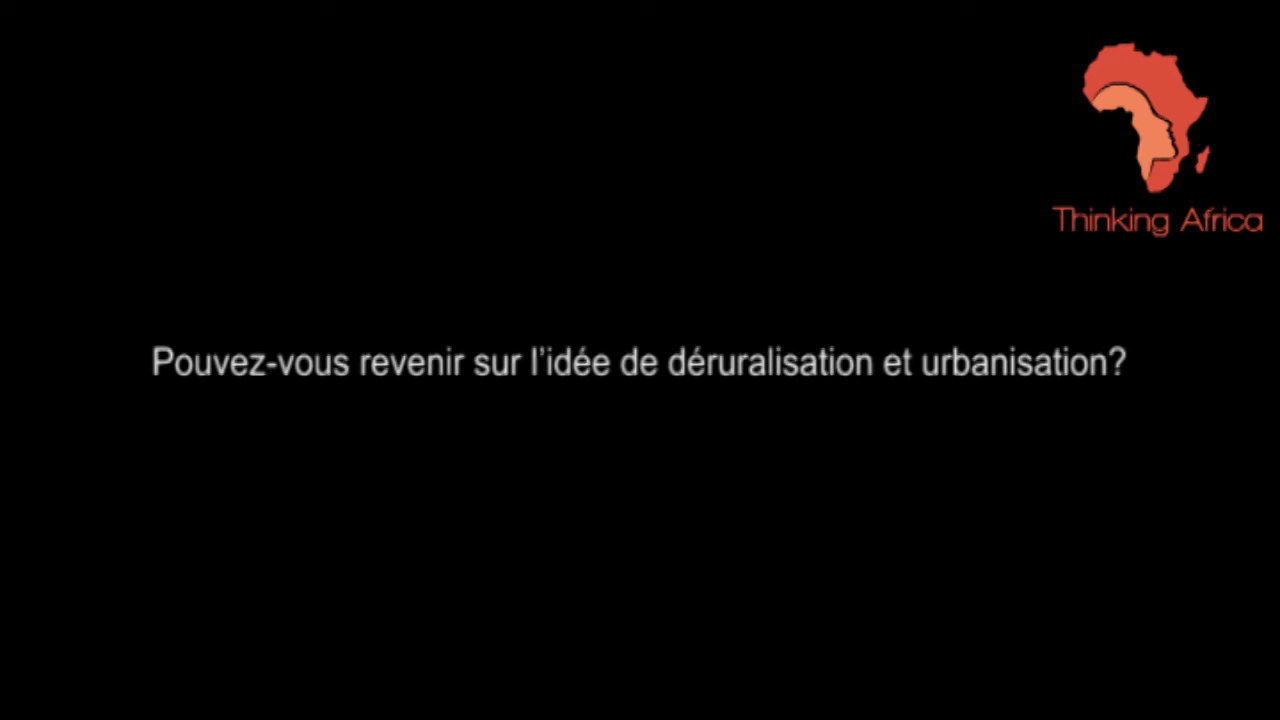 Thinking Africa
Pouvez-vous revenir sur l'idée de déruralisation et urbanisation?